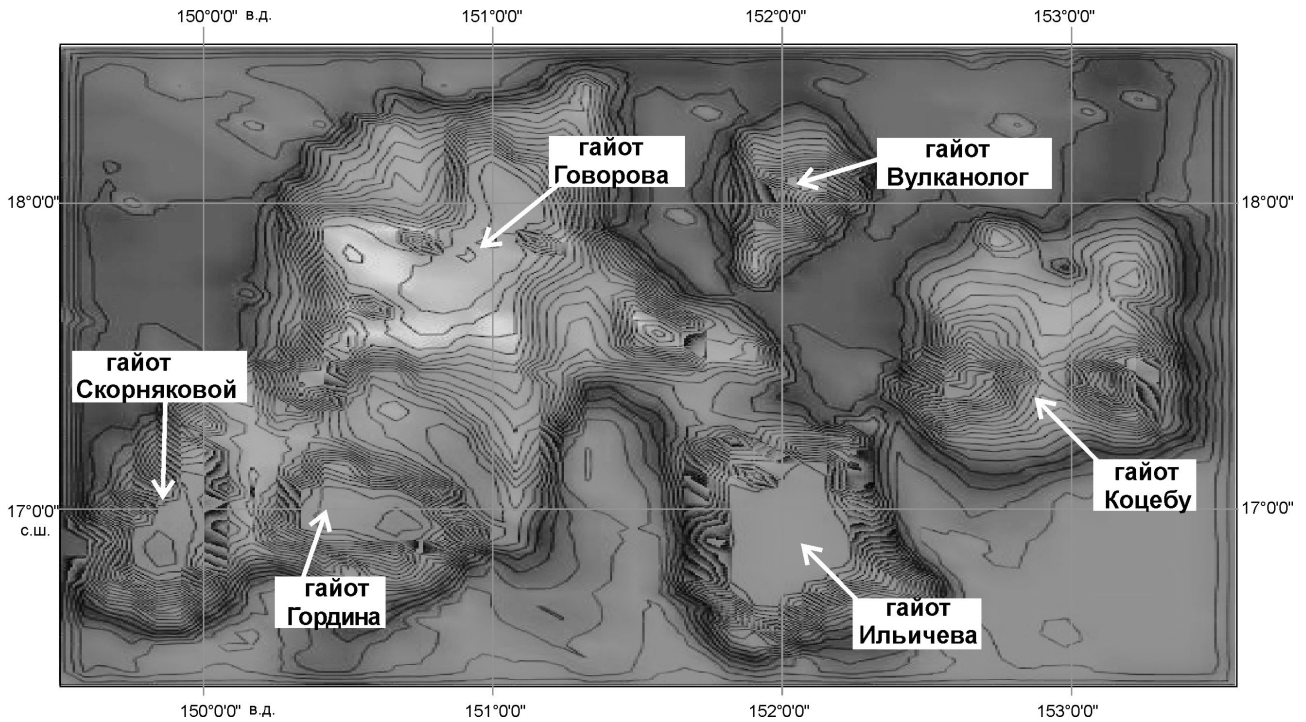 150°0'0" в.д.
151°0'0"
152°0'0"
153°0'0"
гайот
Говорова
гайот
Вулканолог
18°0'0"
18°0'0"
гайот
Скорняковой
гайот
Коцебу
17°0'0"
с.ш.
17°0'0"
гайот
Гордина
гайот
Ильичева
150°0'0" в.д.
151°0'0"
152°0'0"
153°0'0"